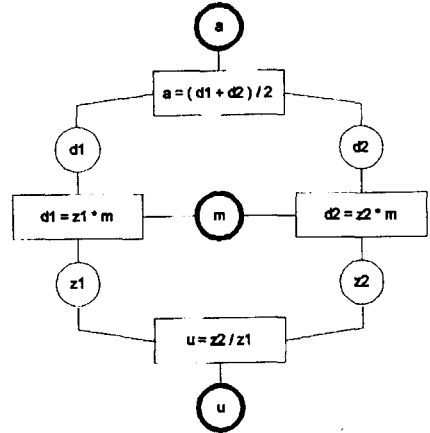 a
a = ( d1 + d2 ) / 2
d1
d2
d1 = z1 * m
m
d2 = z2 * m
z1
z2
u = z2 / z1
u